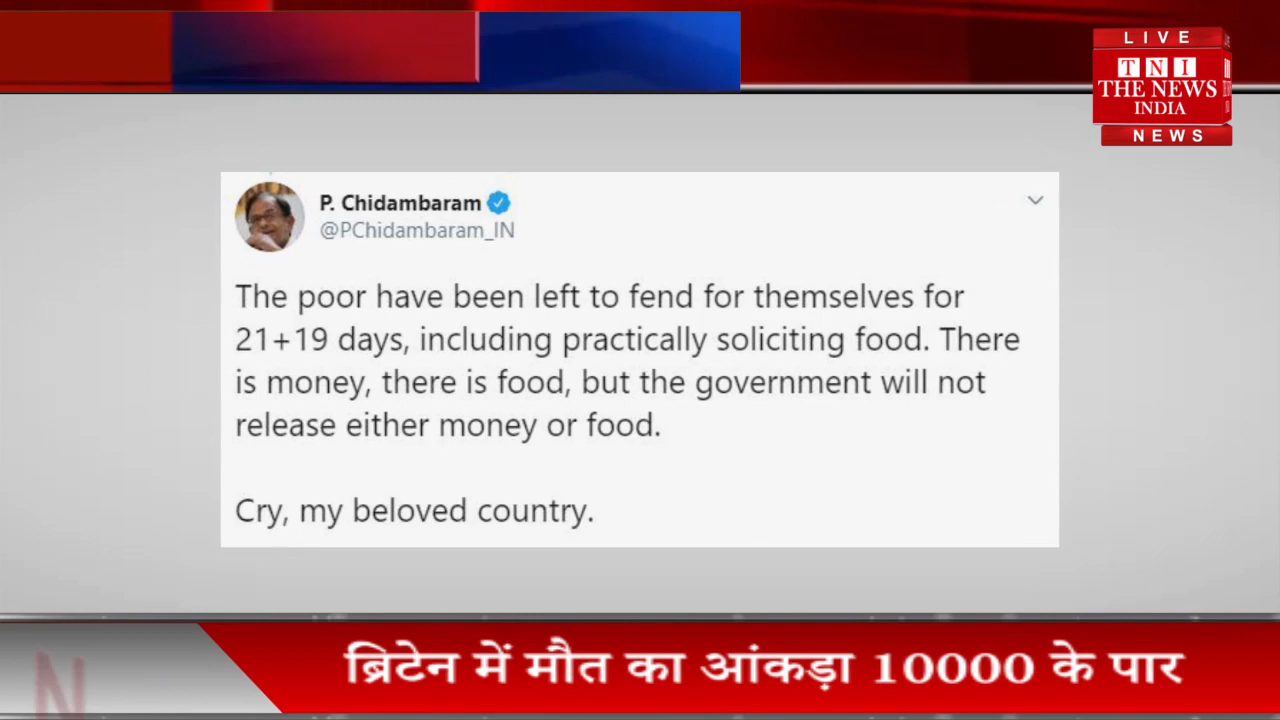 LIVE
TNI
THE NEWS
INDIA
NEWS
P. Chidambaram
@PChidambaram_IN
The poor have been left to fend for themselves for
21+19 days, including practically soliciting food. There
is money, there is food, but the government will not
release either money or food.
Cry, my beloved country.
ब्रिटेन में मौत का आंकड़ा 10000 के पार
N